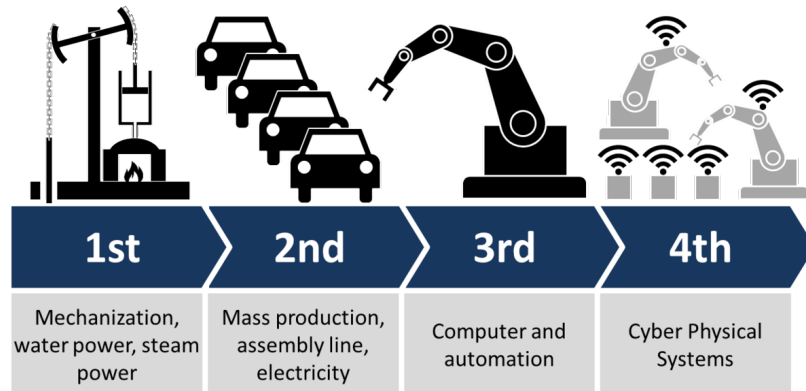 1st
2nd
3rd
4th
Mechanization,
water power, steam
power
Mass production,
assembly line,
electricity
Computer and
automation
Cyber Physical
Systems